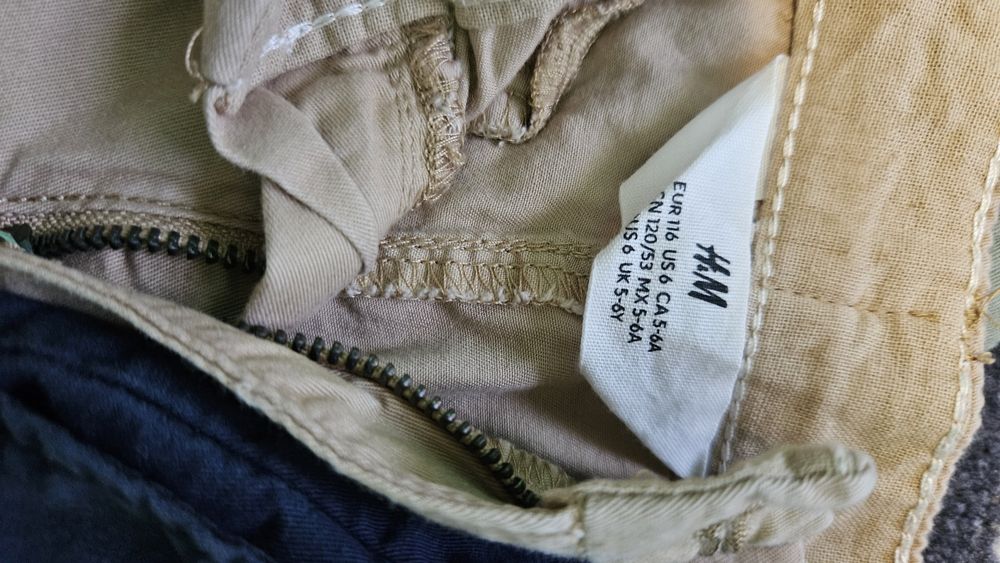 H&M
EUR 116 US 6 CA 5-6A
CN 120/53 MX 5-6A
US 6 UK 5-6Y